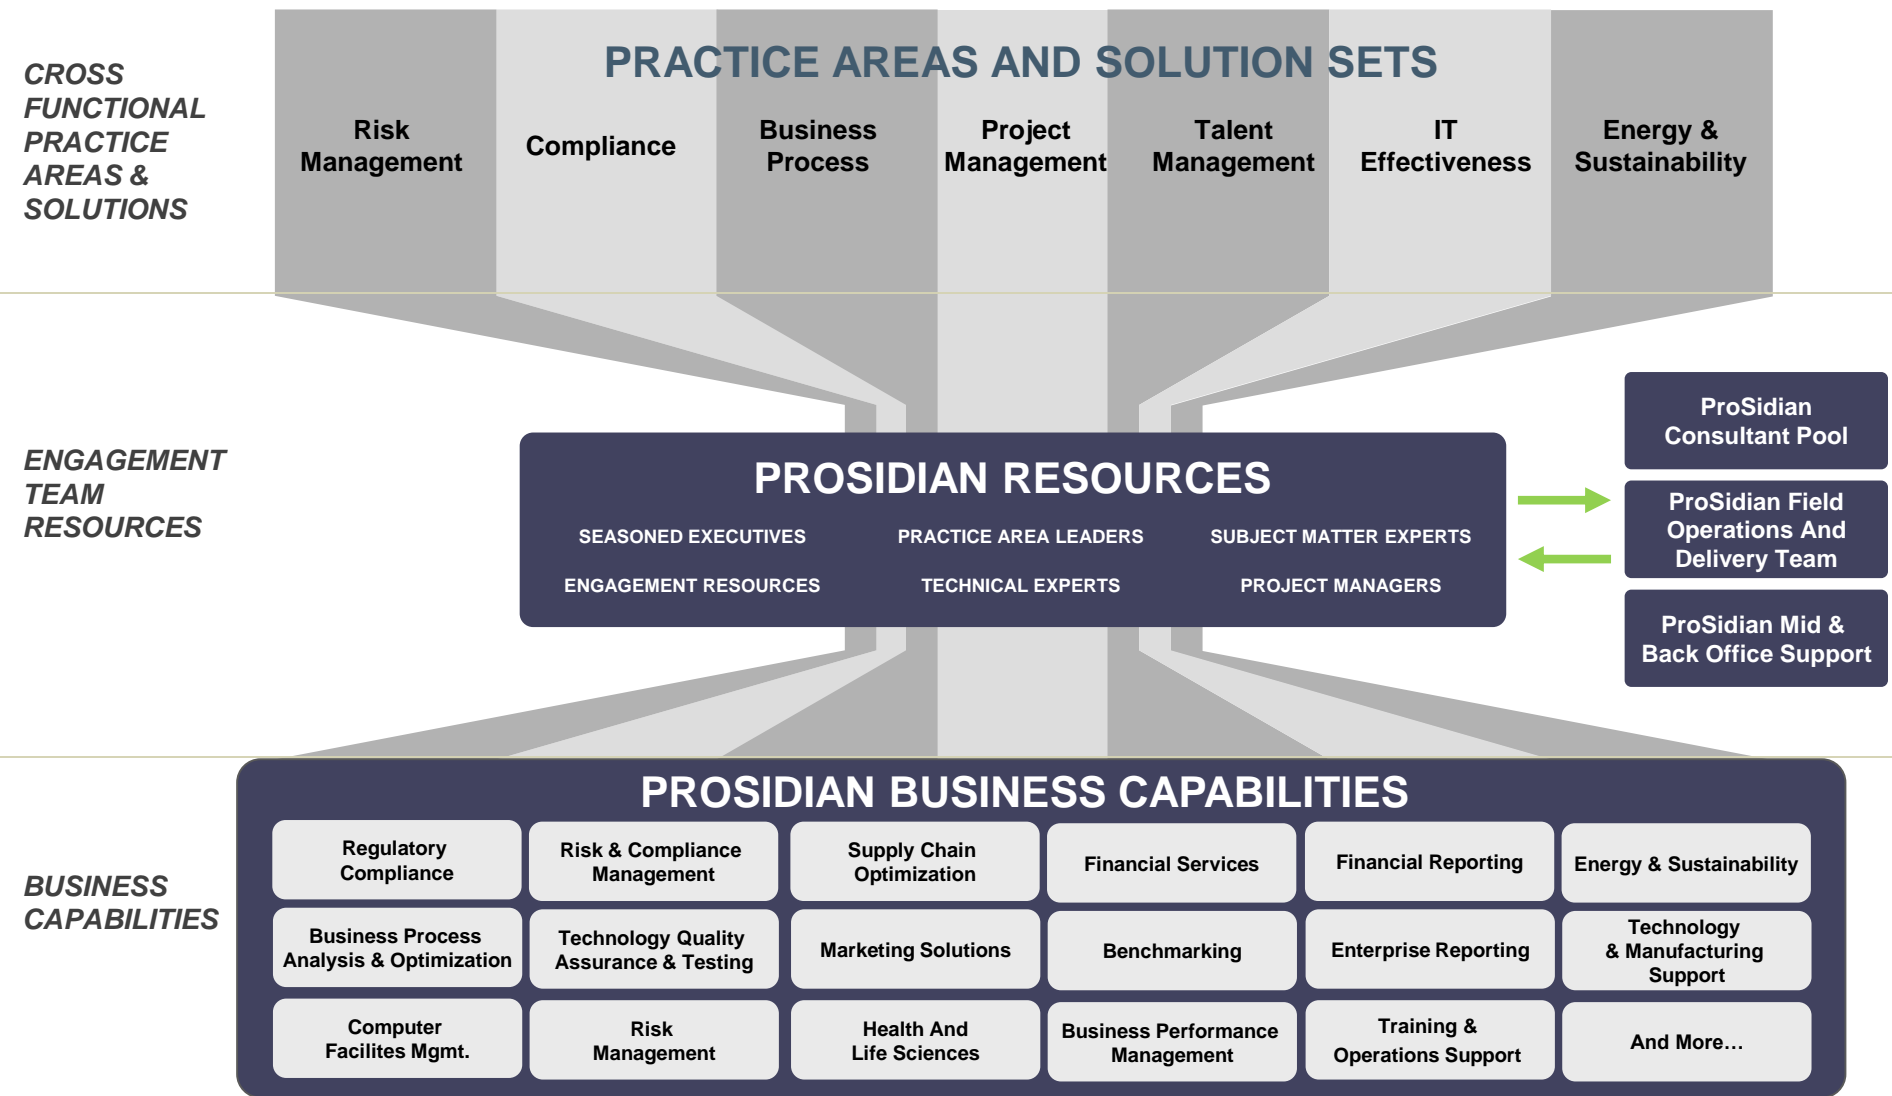 PRACTICE AREAS AND SOLUTION SETS
CROSS
FUNCTIONAL
PRACTICE
AREAS &
SOLUTIONS
Risk
Management
Compliance
Business
Process
Project
Management
Talent
Management
IT
Effectiveness
Energy &
Sustainability
ENGAGEMENT
TEAM
RESOURCES
PROSIDIAN RESOURCES
SEASONED EXECUTIVES
PRACTICE AREA LEADERS
SUBJECT MATTER EXPERTS
ENGAGEMENT RESOURCES
TECHNICAL EXPERTS
PROJECT MANAGERS
ProSidian
Consultant Pool
ProSidian Field
Operations And
Delivery Team
ProSidian Mid &
Back Office Support
BUSINESS
CAPABILITIES
PROSIDIAN BUSINESS CAPABILITIES
Regulatory
Compliance
Risk & Compliance
Management
Supply Chain
Optimization
Financial Services
Financial Reporting
Energy & Sustainability
Business Process
Analysis & Optimization
Technology Quality
Assurance & Testing
Marketing Solutions
Benchmarking
Enterprise Reporting
Technology
& Manufacturing
Support
Computer
Facilites Mgmt.
Risk
Management
Health And
Life Sciences
Business Performance
Management
Training &
Operations Support
And More…